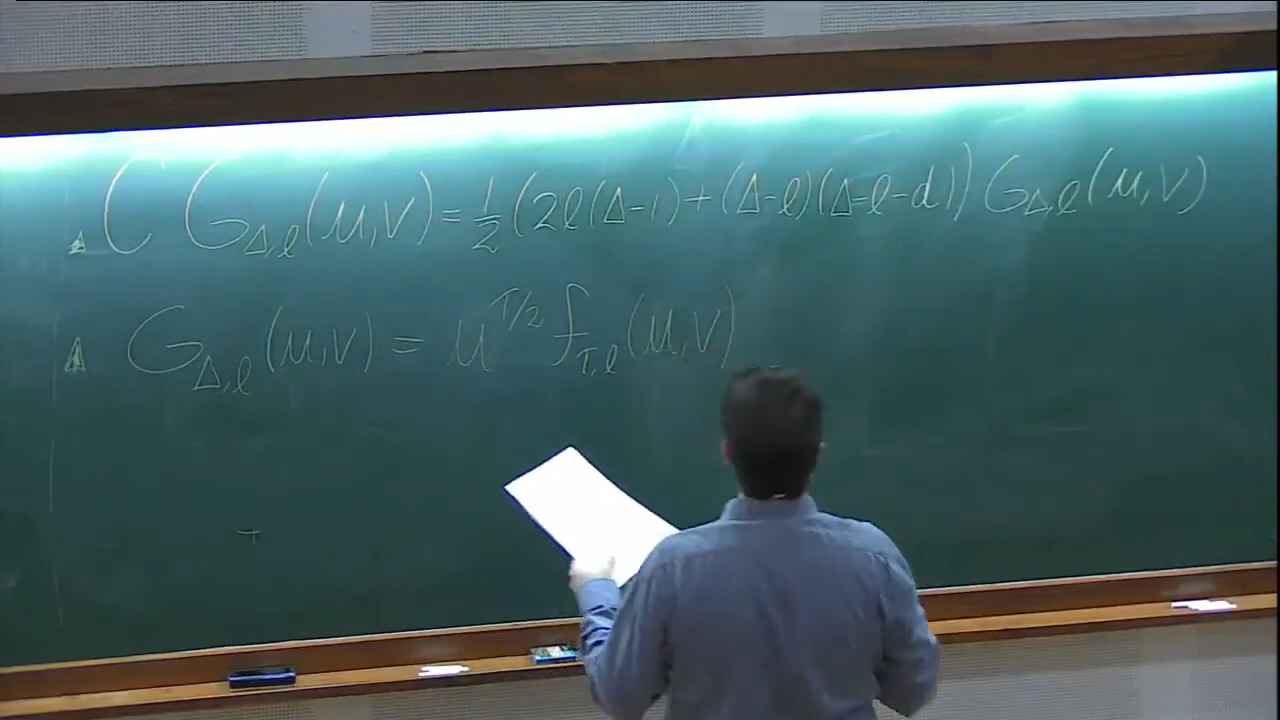 C G_{Δ,ℓ}(u,v) = 1/2 (2ℓ(Δ-1) + (Δ-ℓ)(Δ-ℓ-d)) G_{Δ,ℓ}(u,v)
G_{Δ,ℓ}(u,v) = u^{τ/2} f_{τ,ℓ}(u,v)
τ